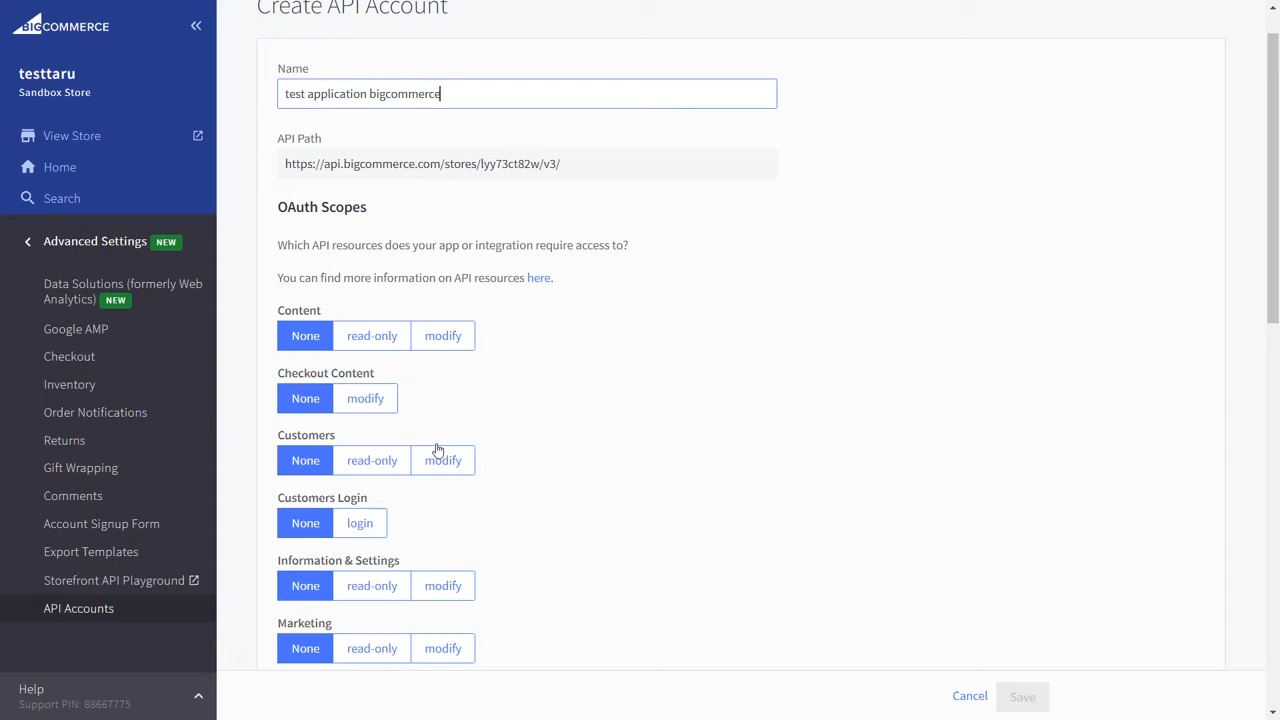 BIGCOMMERCE
testtaru
Sandbox Store
View Store
Home
Search
Advanced Settings NEW
Data Solutions (formerly Web
Analytics) NEW
Google AMP
Checkout
Inventory
Order Notifications
Returns
Gift Wrapping
Comments
Account Signup Form
Export Templates
Storefront API Playground
API Accounts
Help
Support PIN: 88667775
Create API Account
Name
test application bigcommerce
API Path
https://api.bigcommerce.com/stores/lyy73ct82w/v3/
OAuth Scopes
Which API resources does your app or integration require access to?
You can find more information on API resources here.
Content
None read-only modify
Checkout Content
None modify
Customers
None read-only modify
Customers Login
None login
Information & Settings
None read-only modify
Marketing
None read-only modify
Cancel Save